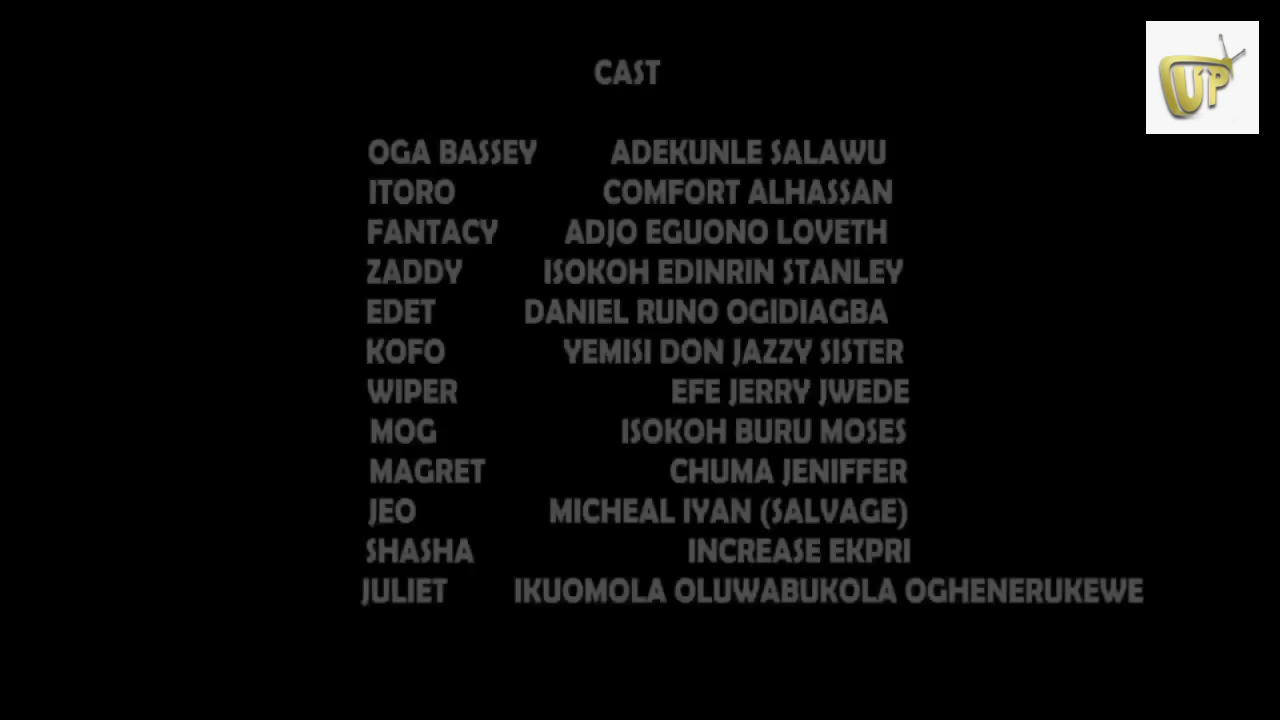 UP
CAST
OGA BASSEY ADEKUNLE SALAWU
ITORO COMFORT ALHASSAN
FANTACY ADJO EGUONO LOVETH
ZADDY ISOKOH EDINRIN STANLEY
EDET DANIEL RUNO OGIDIAGBA
KOFO YEMISI DON JAZZY SISTER
WIPER EFE JERRY JWEDE
MOG ISOKOH BURU MOSES
MAGRET CHUMA JENIFFER
JEO MICHEAL IYAN (SALVAGE)
SHASHA INCREASE EKPRI
JULIET IKUOMOLA OLUWABUKOLA OGHENERUKEWE